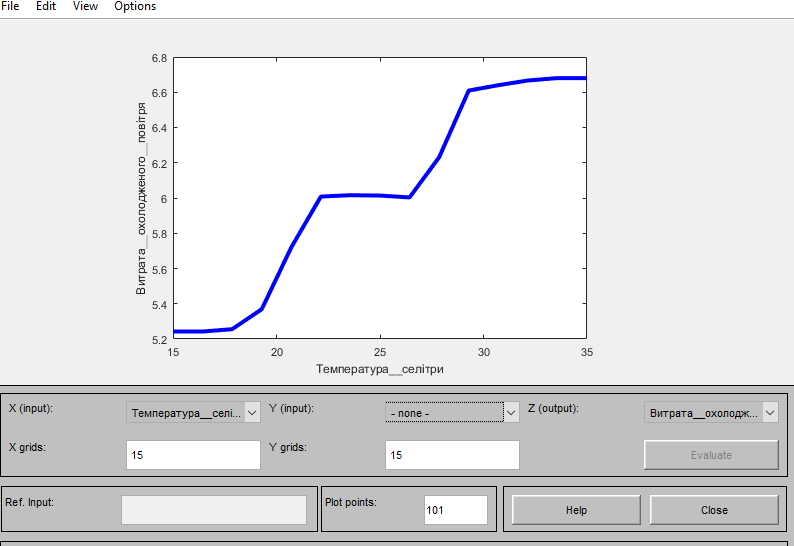 File Edit View Options
6.8
6.6
6.4
6.2
6
5.8
5.6
5.4
5.2
Витрата__охолодженого__повітря
15 20 25 30 35
Температура__селітри
X (input): Температура__селі... Y (input): - none - Z (output): Витрата__охолодж...
X grids: 15 Y grids: 15 Evaluate
Ref. Input: Plot points: 101 Help Close